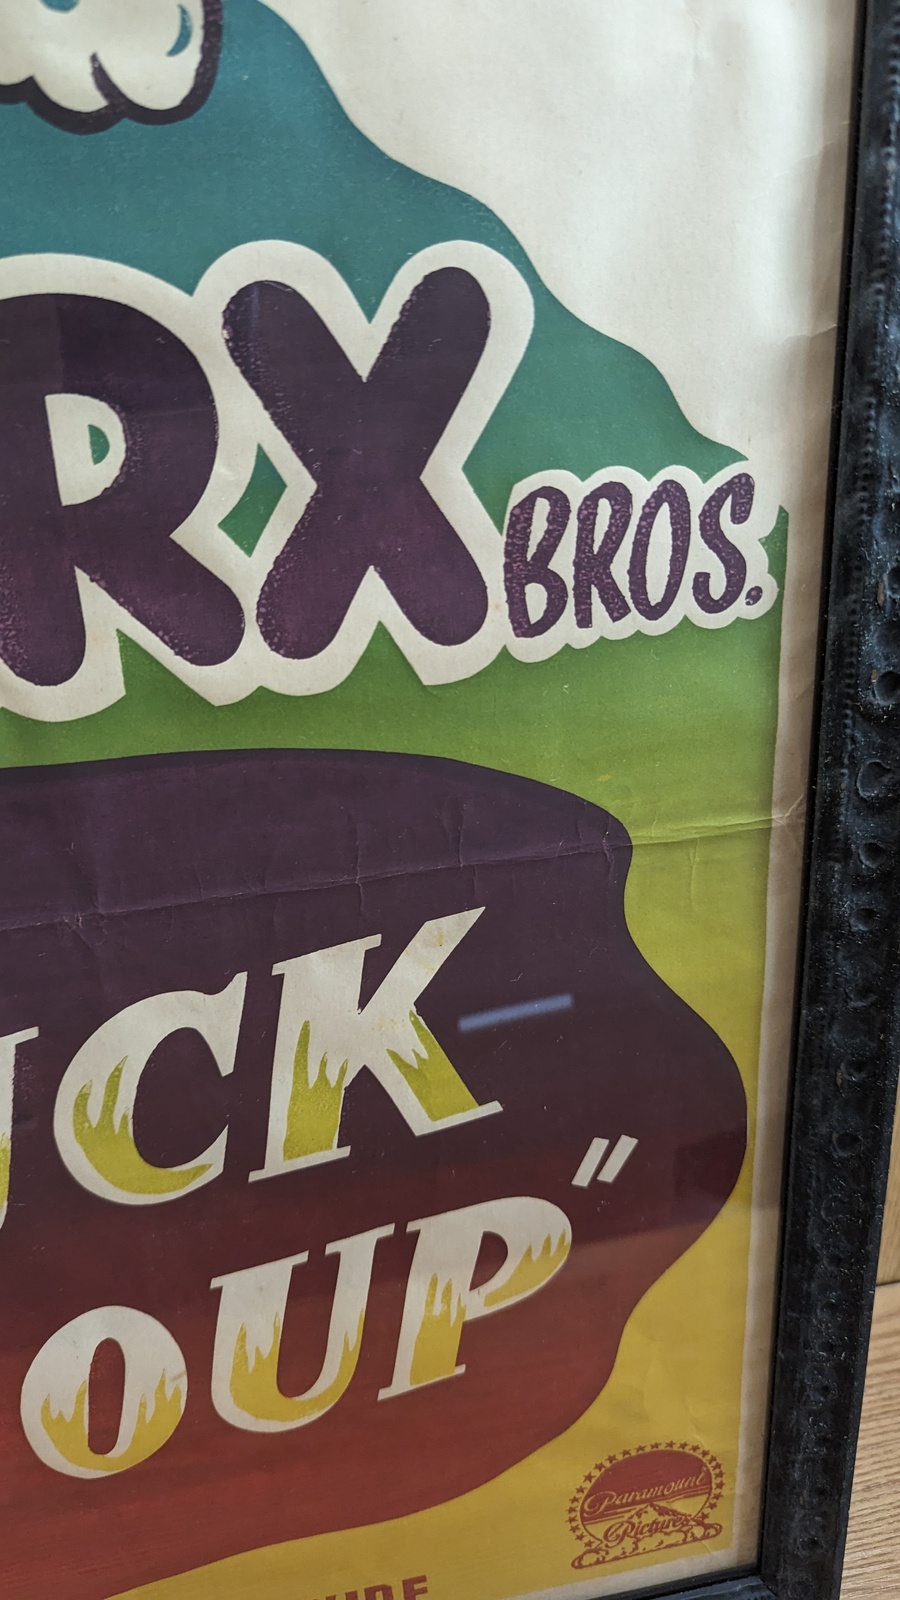 RX BROS.
UCK
OUP"
Paramount
Pictures